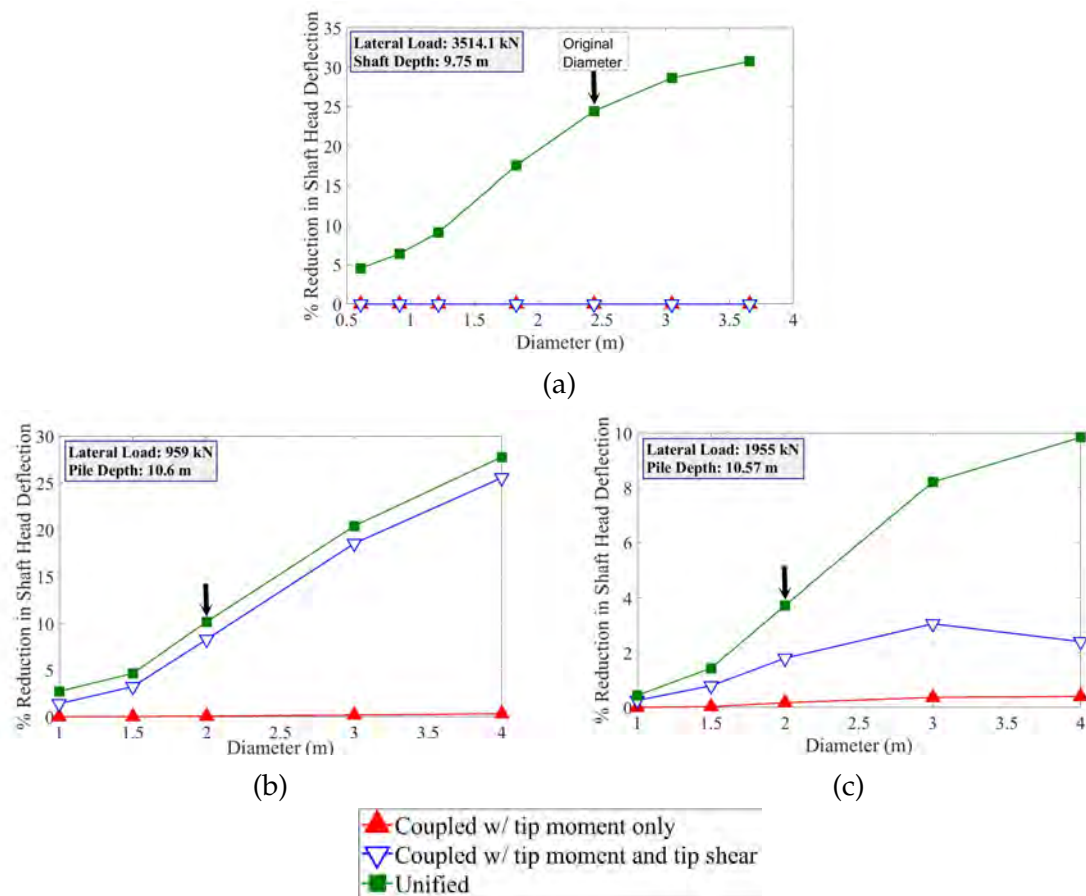 % Reduction in Shaft Head Deflection
35
30
25
20
15
10
5
0
Lateral Load: 3514.1 kN
Shaft Depth: 9.75 m
Original
Diameter
0.5 1 1.5 2 2.5 3 3.5 4
Diameter (m)
(a)
% Reduction in Shaft Head Deflection
30
25
20
15
10
5
0
Lateral Load: 959 kN
Pile Depth: 10.6 m
1 1.5 2 2.5 3 3.5 4
Diameter (m)
(b)
% Reduction in Shaft Head Deflection
10
8
6
4
2
0
Lateral Load: 1955 kN
Pile Depth: 10.57 m
1 1.5 2 2.5 3 3.5 4
Diameter (m)
(c)
Coupled w/ tip moment only
Coupled w/ tip moment and tip shear
Unified